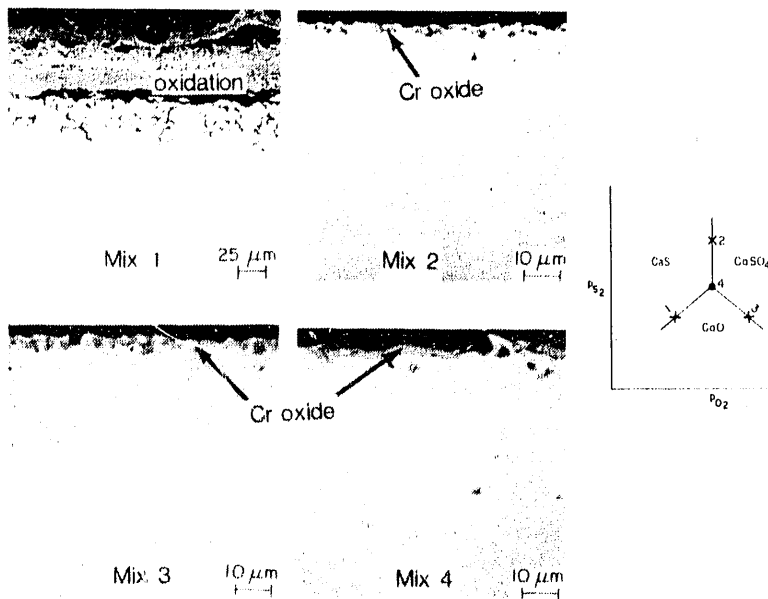 oxidation
Cr oxide
Mix 1
25 μm
Mix 2
10 μm
Cr oxide
Mix 3
10 μm
Mix 4
10 μm
2
CaS
CaSO4
PS2
4
1
3
CaO
PO2